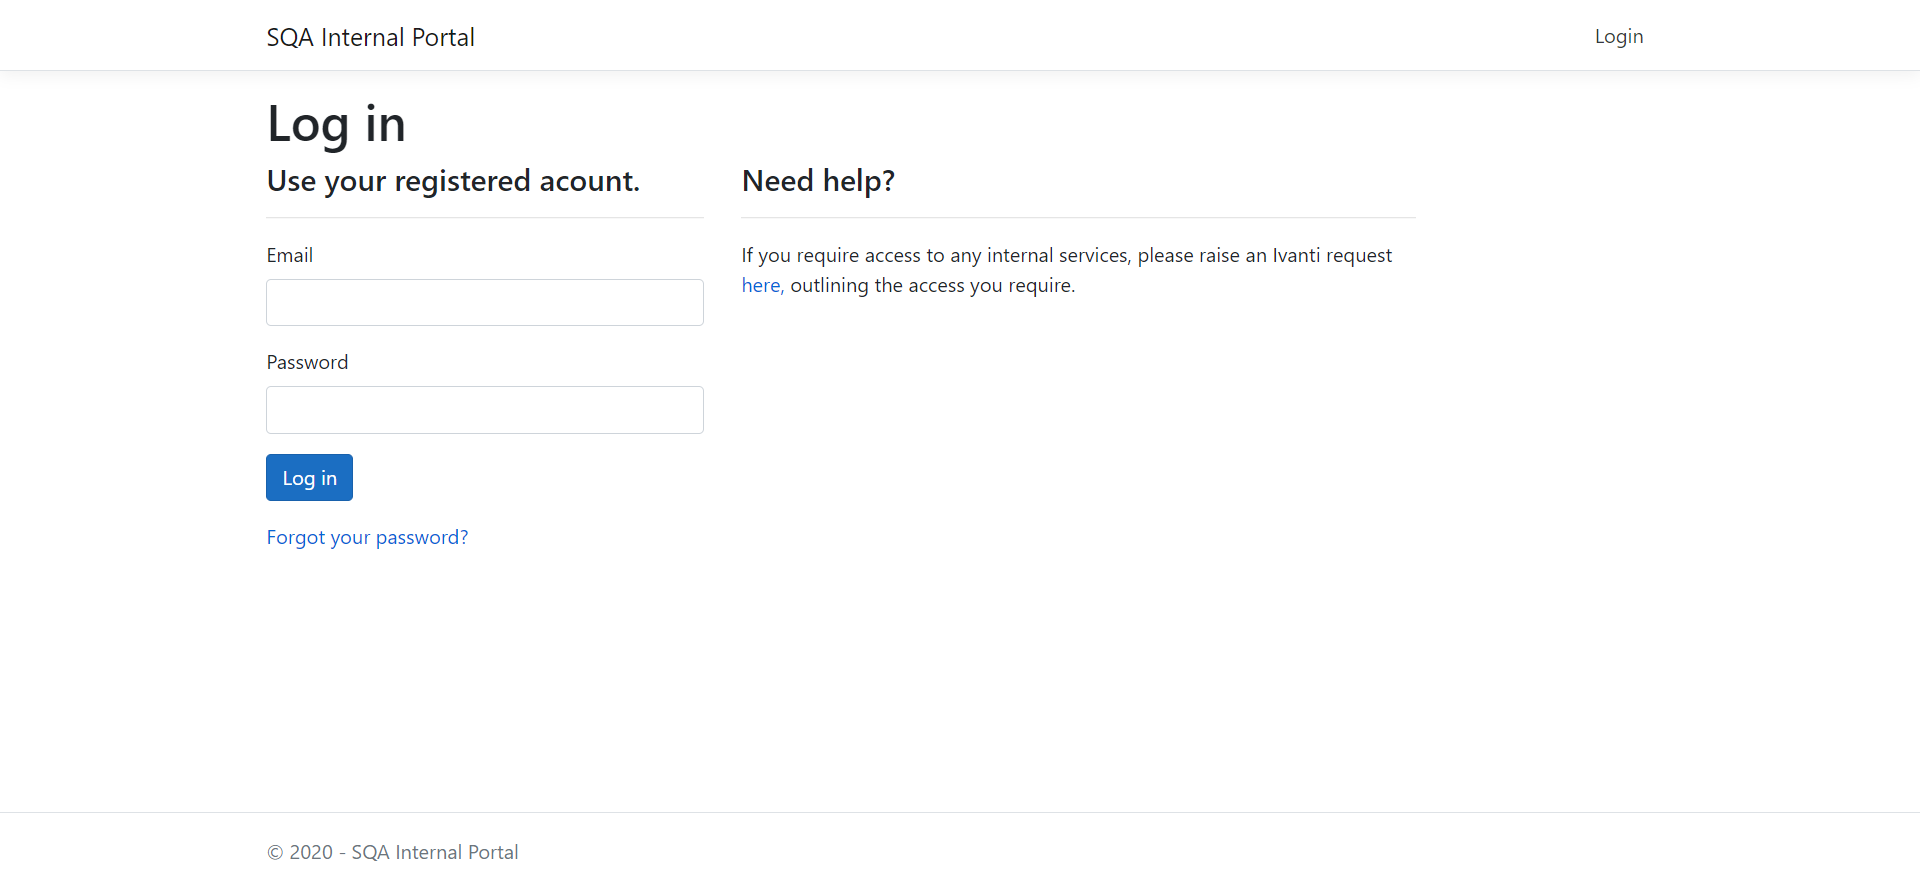 SQA Internal Portal
Login
Log in
Use your registered acount.
Email
Password
Log in
Forgot your password?
Need help?
If you require access to any internal services, please raise an Ivanti request
here, outlining the access you require.
© 2020 - SQA Internal Portal